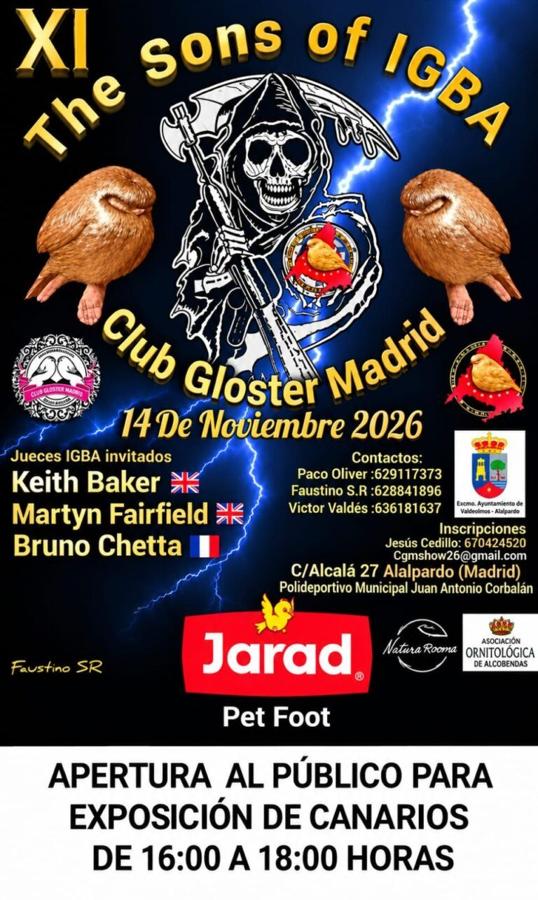 XI
The Sons of IGBA
Club Gloster Madrid
CLUB GLOSTER MADRID
14 De Noviembre 2026
Jueces IGBA invitados
Keith Baker
Martyn Fairfield
Bruno Chetta
Contactos:
Paco Oliver :629117373
Faustino S.R :628841896
Victor Valdés :636181637
Excmo. Ayuntamiento de
Valdeolmos - Alalpardo
Inscripciones
Jesús Cedillo: 670424520
Cgmshow26@gmail.com
C/Alcalá 27 Alalpardo (Madrid)
Polideportivo Municipal Juan Antonio Corbalán
Jarad®
Pet Foot
Faustino SR
Natura Rooma
ASOCIACIÓN
ORNITOLÓGICA
DE ALCOBENDAS
APERTURA AL PÚBLICO PARA
EXPOSICIÓN DE CANARIOS
DE 16:00 A 18:00 HORAS